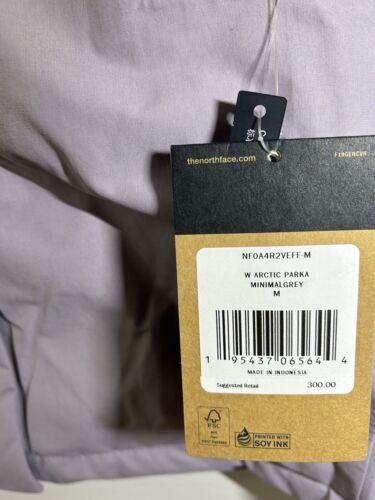 thenorthface.com
F19GENCVR
NF0A4R2VEFF-M
W ARCTIC PARKA
MINIMALGREY
M
1 95437 06564 4
MADE IN INDONESIA
Suggested Retail 300.00
FSC
PRINTED WITH
SOY INK